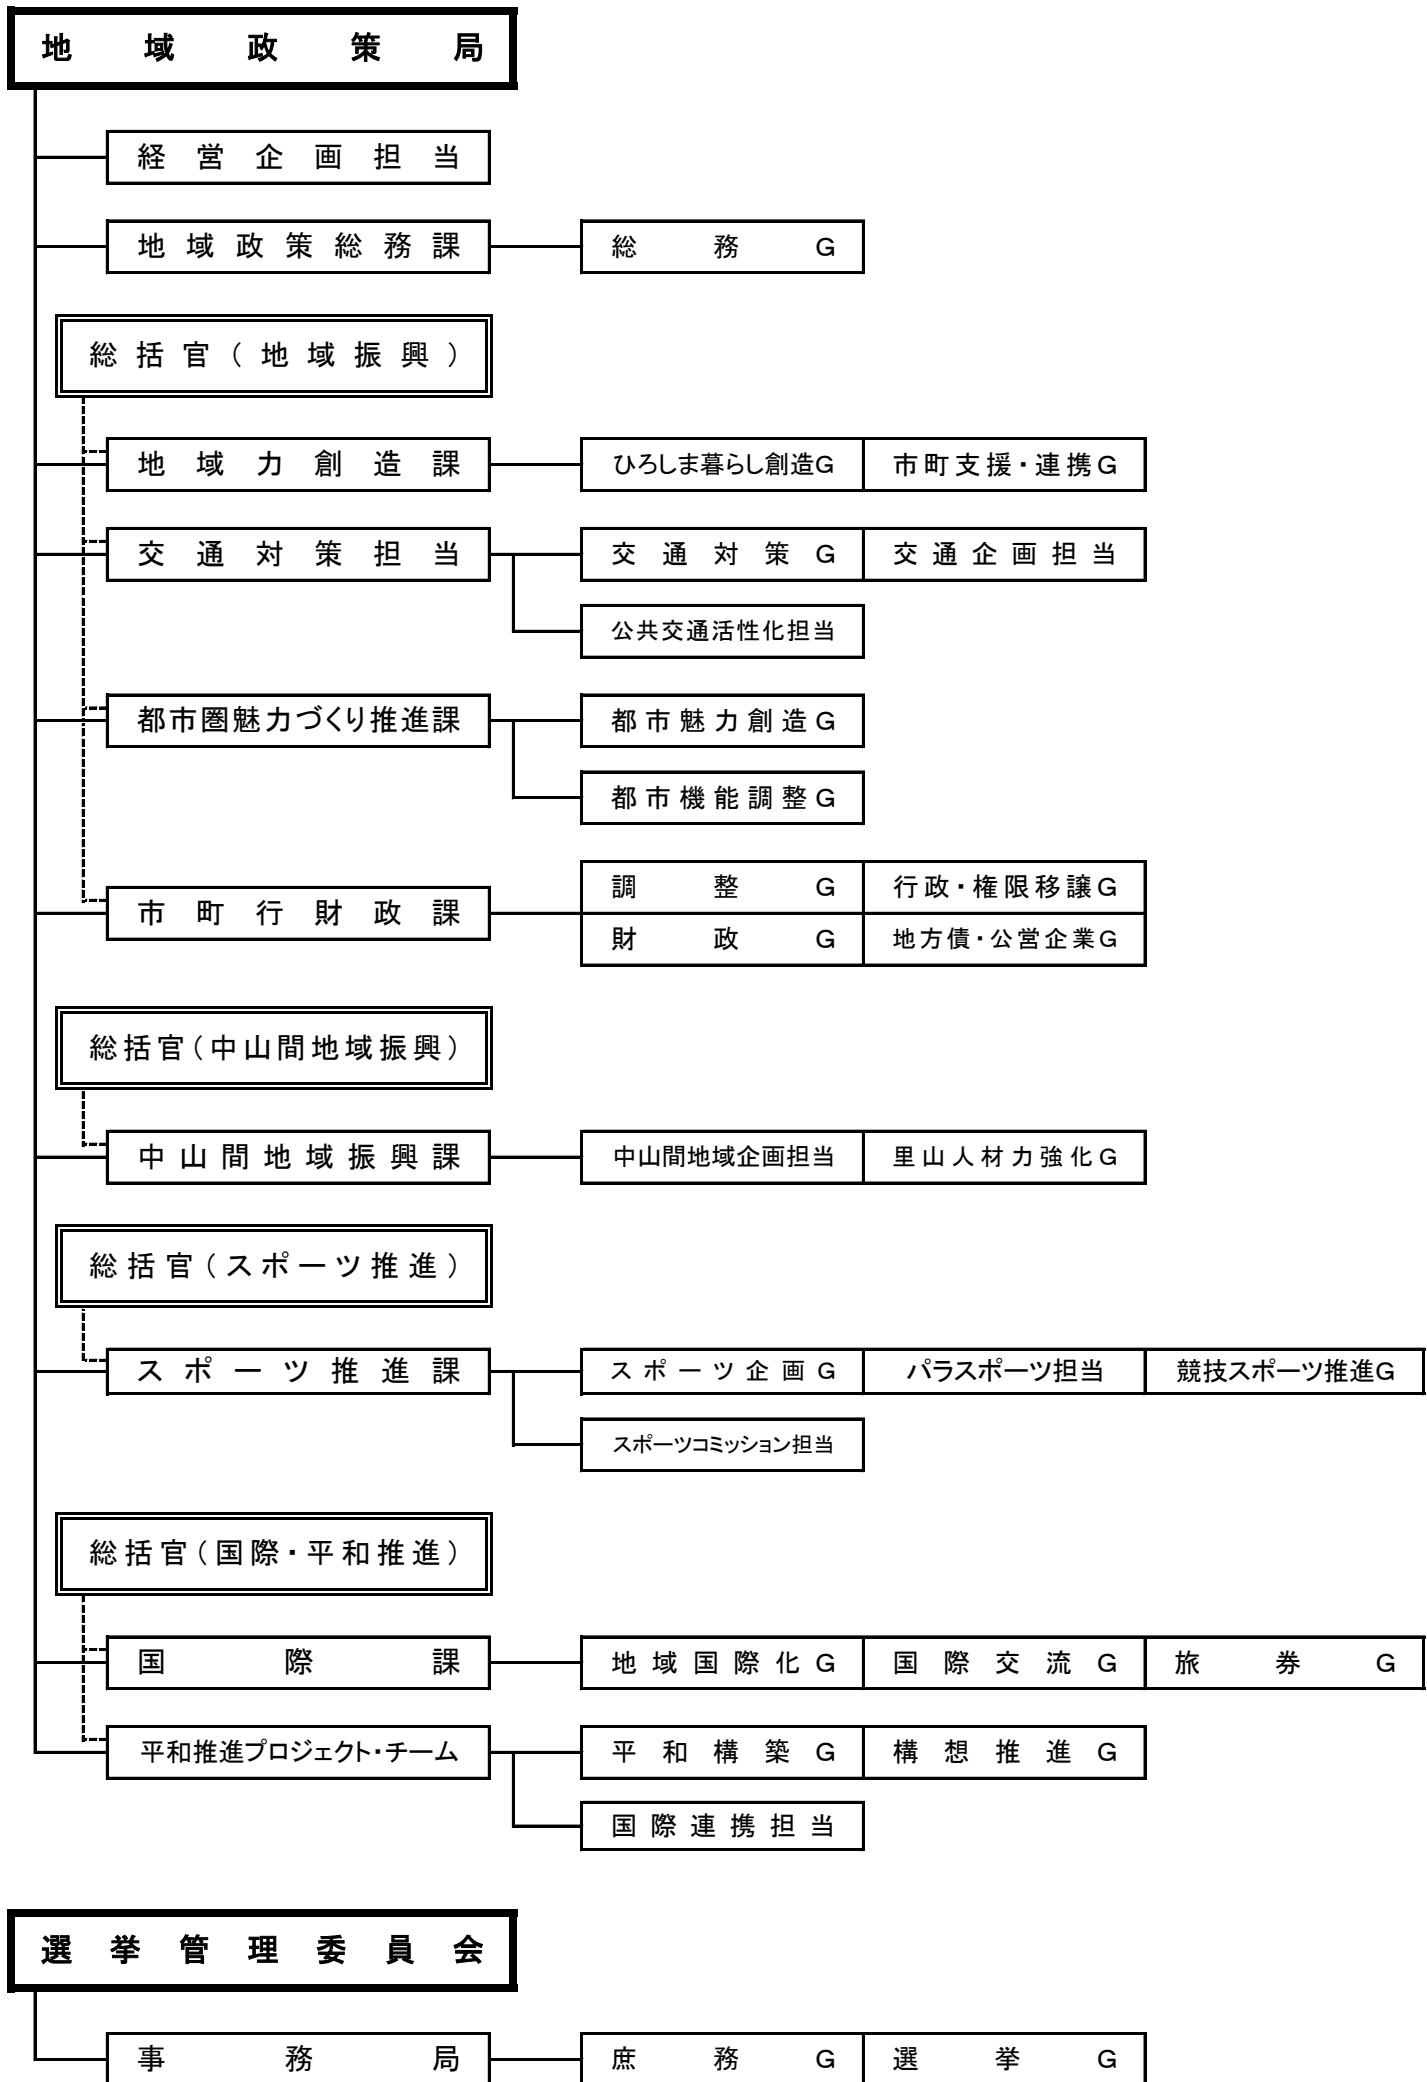 地域政策局
経営企画担当
地域政策総務課 総務G
総括官(地域振興)
地域力創造課 ひろしま暮らし創造G 市町支援・連携G
交通対策担当 交通対策G 交通企画担当
公共交通活性化担当
都市圏魅力づくり推進課 都市魅力創造G
都市機能調整G
調整G 行政・権限移譲G
市町行財政課
財政G 地方債・公営企業G
総括官(中山間地域振興)
中山間地域振興課 中山間地域企画担当 里山人材力強化G
総括官(スポーツ推進)
スポーツ推進課 スポーツ企画G パラスポーツ担当 競技スポーツ推進G
スポーツコミッション担当
総括官(国際・平和推進)
国際課 地域国際化G 国際交流G 旅券G
平和推進プロジェクト・チーム 平和構築G 構想推進G
国際連携担当
選挙管理委員会
事務局 庶務G 選挙G